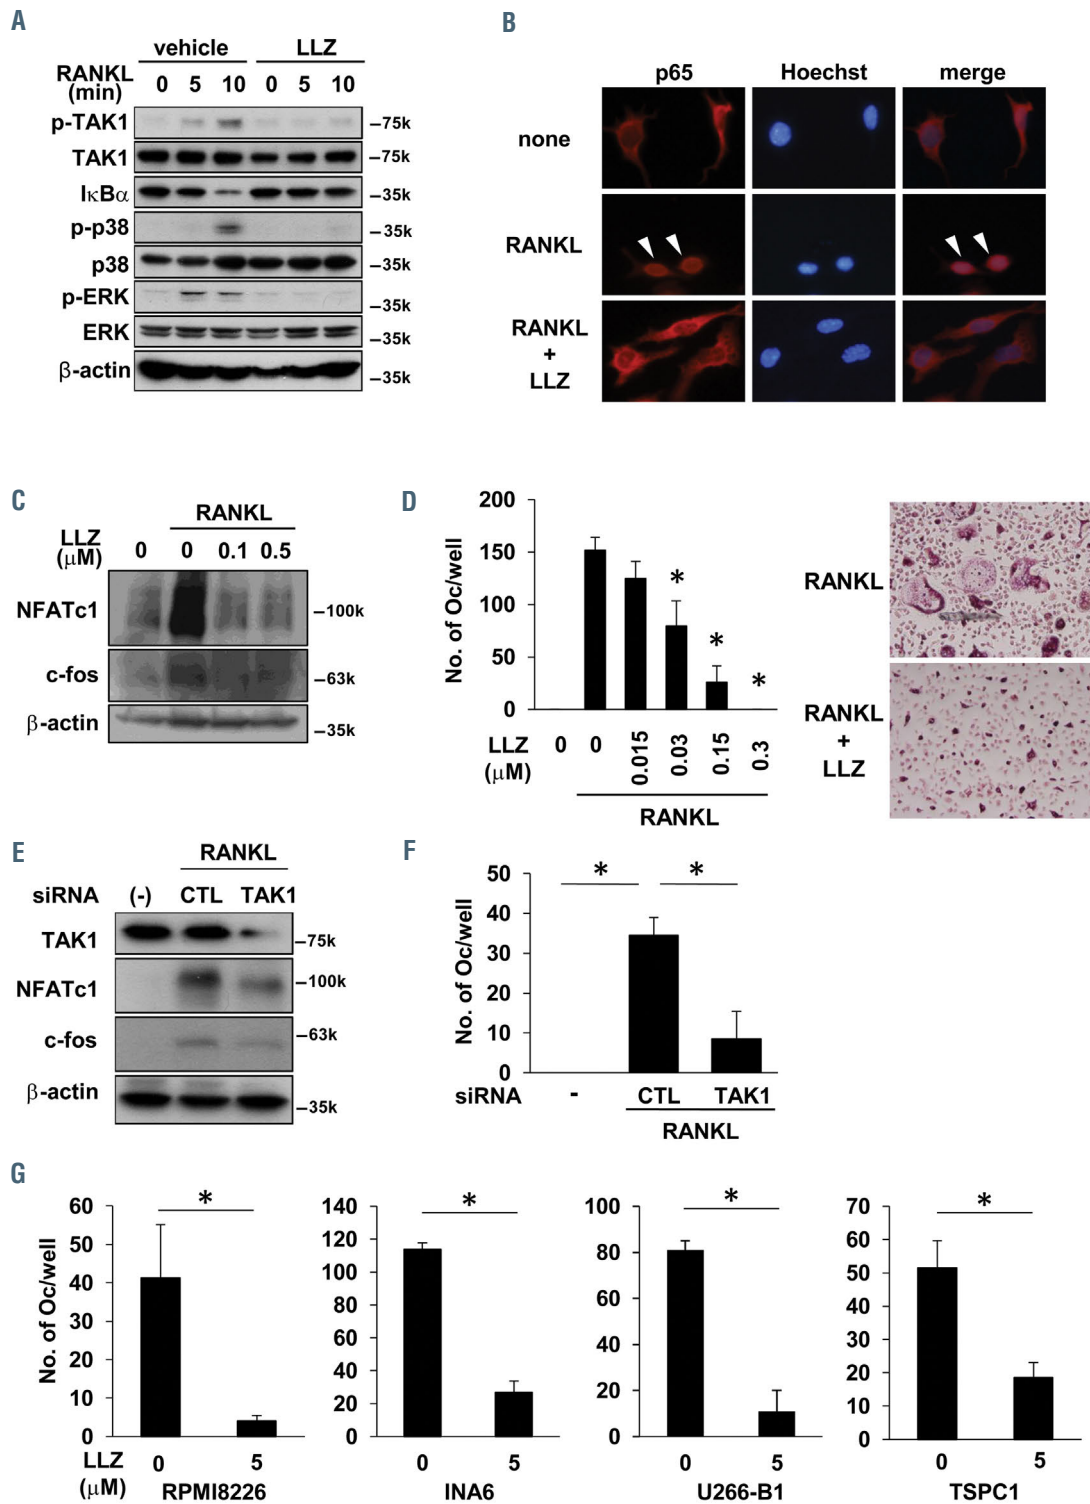 A
vehicle LLZ
RANKL (min) 0 5 10 0 5 10
p-TAK1 –75k
TAK1 –75k
IκBα –35k
p-p38 –35k
p38 –35k
p-ERK –35k
ERK –35k
β-actin –35k
B
p65 Hoechst merge
none
RANKL
RANKL
+
LLZ
C
RANKL
LLZ (μM) 0 0 0.1 0.5
NFATc1 –100k
c-fos –63k
β-actin –35k
D
No. of Oc/well
200
150
100
50
0
* * *
LLZ (μM) 0 0 0.015 0.03 0.15 0.3
RANKL
RANKL
RANKL
+
LLZ
E
RANKL
siRNA (-) CTL TAK1
TAK1 –75k
NFATc1 –100k
c-fos –63k
β-actin –35k
F
No. of Oc/well
50
40
30
20
10
0
* *
siRNA - CTL TAK1
RANKL
G
No. of Oc/well
60
50
40
30
20
10
0
*
LLZ (μM) 0 5
RPMI8226
140
120
100
80
60
40
20
0
*
0 5
INA6
100
80
60
40
20
0
*
0 5
U266-B1
70
60
50
40
30
20
10
0
*
0 5
TSPC1